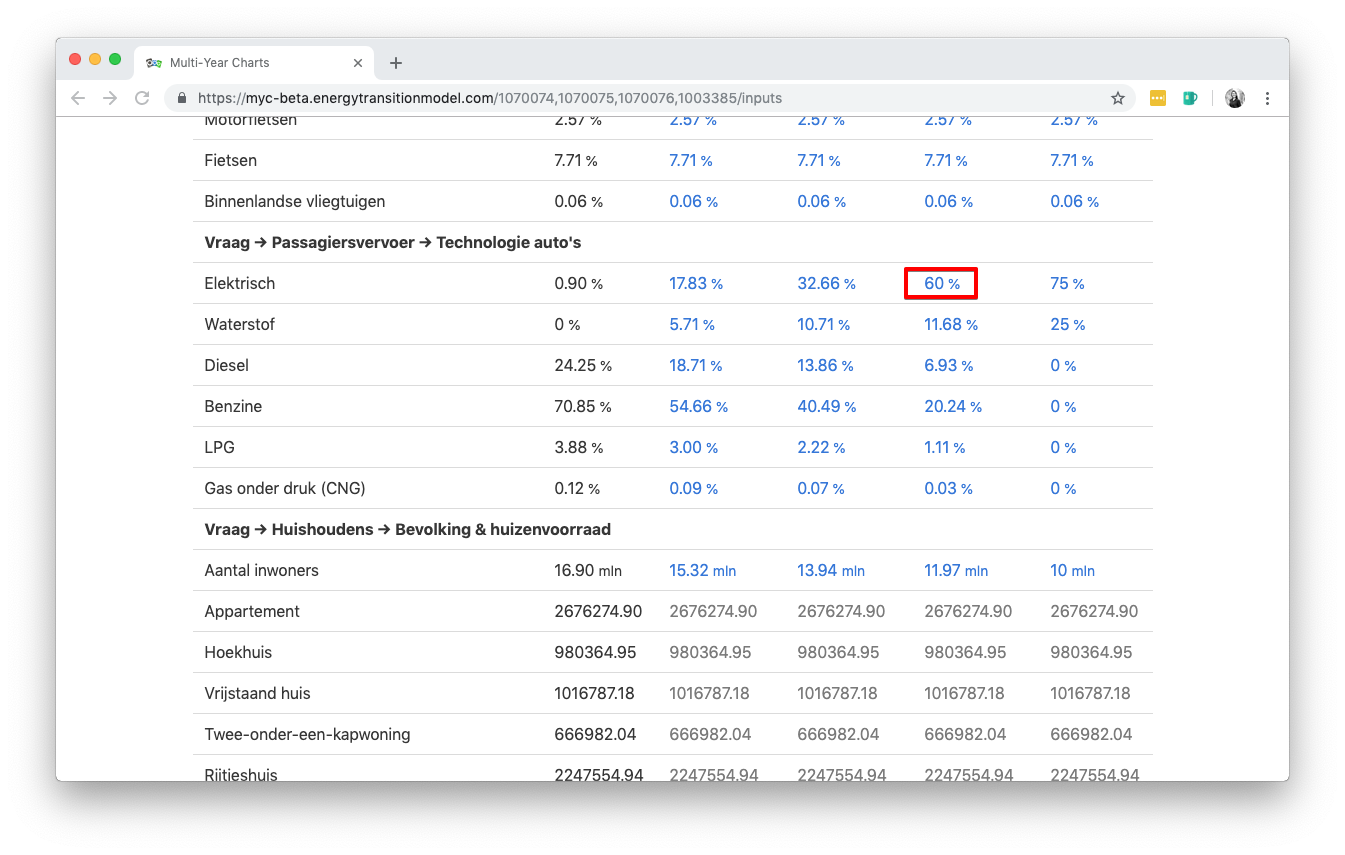 Multi-Year Charts
https://myc-beta.energytransitionmodel.com/1070074,1070075,1070076,1003385/inputs
Motorfietsen 2.57 % 2.57 % 2.57 % 2.57 % 2.57 %
Fietsen 7.71 % 7.71 % 7.71 % 7.71 % 7.71 %
Binnenlandse vliegtuigen 0.06 % 0.06 % 0.06 % 0.06 % 0.06 %
Vraag → Passagiersvervoer → Technologie auto's
Elektrisch 0.90 % 17.83 % 32.66 % 60 % 75 %
Waterstof 0 % 5.71 % 10.71 % 11.68 % 25 %
Diesel 24.25 % 18.71 % 13.86 % 6.93 % 0 %
Benzine 70.85 % 54.66 % 40.49 % 20.24 % 0 %
LPG 3.88 % 3.00 % 2.22 % 1.11 % 0 %
Gas onder druk (CNG) 0.12 % 0.09 % 0.07 % 0.03 % 0 %
Vraag → Huishoudens → Bevolking & huizenvoorraad
Aantal inwoners 16.90 mln 15.32 mln 13.94 mln 11.97 mln 10 mln
Appartement 2676274.90 2676274.90 2676274.90 2676274.90 2676274.90
Hoekhuis 980364.95 980364.95 980364.95 980364.95 980364.95
Vrijstaand huis 1016787.18 1016787.18 1016787.18 1016787.18 1016787.18
Twee-onder-een-kapwoning 666982.04 666982.04 666982.04 666982.04 666982.04
Rijtjeshuis 2247554.94 2247554.94 2247554.94 2247554.94 2247554.94